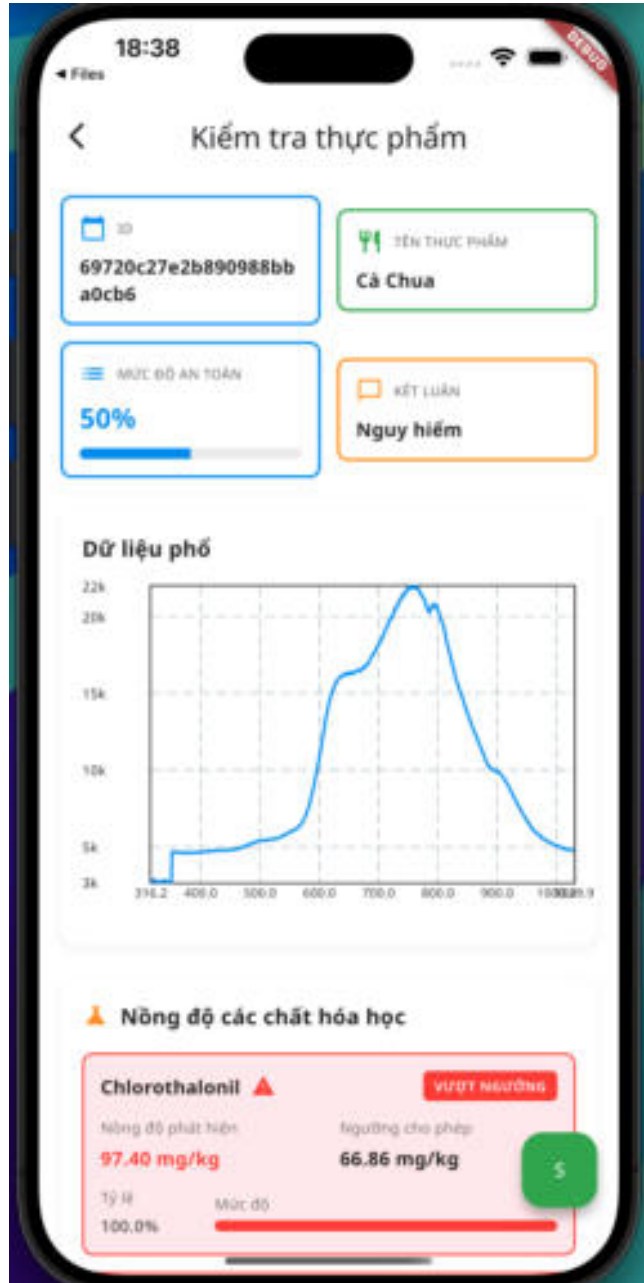 18:38
DEBUG
◀ Files
Kiểm tra thực phẩm
ID
69720c27e2b890988bb
a0cb6
TÊN THỰC PHẨM
Cà Chua
MỨC ĐỘ AN TOÀN
50%
KẾT LUẬN
Nguy hiểm
Dữ liệu phổ
22k
20k
15k
10k
5k
3k
316.2 400.0 500.0 600.0 700.0 800.0 900.0
Nồng độ các chất hóa học
Chlorothalonil
VƯỢT NGƯỠNG
Nồng độ phát hiện
Ngưỡng cho phép
97.40 mg/kg
66.86 mg/kg
Tỷ lệ
Mức độ
100.0%